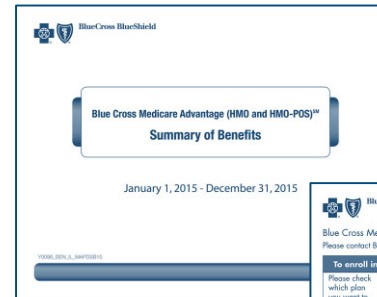 BlueCross BlueShield
Blue Cross Medicare Advantage (HMO and HMO-POS)℠
Summary of Benefits
January 1, 2015 - December 31, 2015
Blue Cross Me
Please contact B
To enroll in
Please check
which plan
you want to